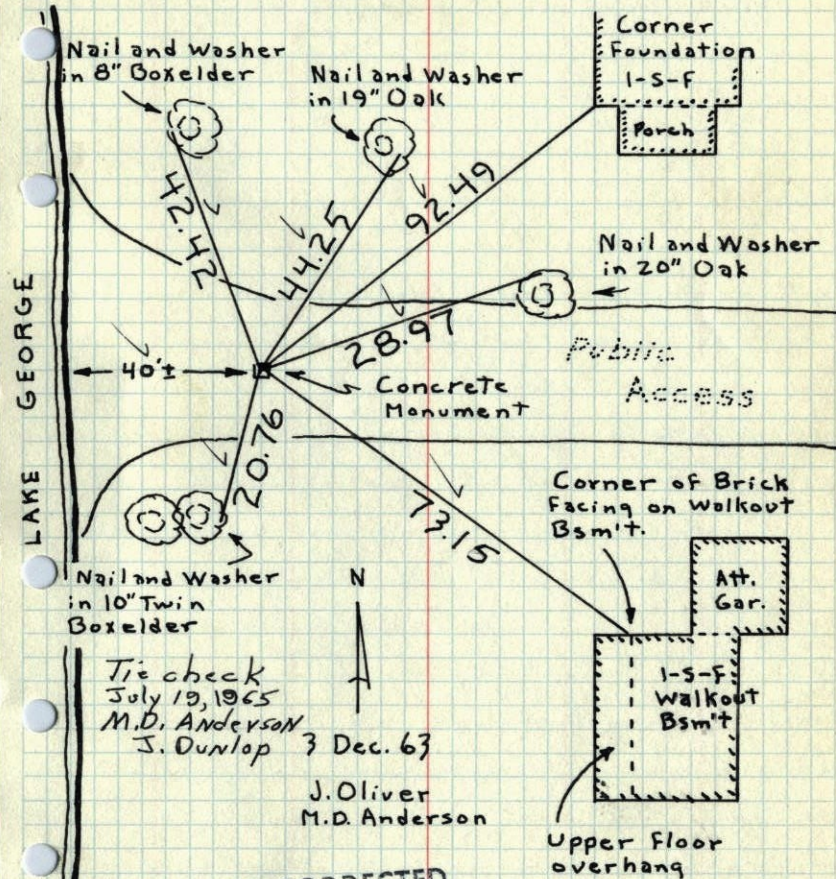 Nail and Washer
in 8" Boxelder
Nail and Washer
in 19" Oak
Corner
Foundation
1-S-F
Porch
42.42
44.25
92.49
Nail and Washer
in 20" Oak
28.97
Public
Access
LAKE GEORGE
40'±
Concrete
Monument
20.76
73.15
Corner of Brick
Facing on Walkout
Bsm't.
Nail and Washer
in 10" Twin
Boxelder
N
Att.
Gar.
1-S-F
Walkout
Bsm't
Tie check
July 19, 1965
M.D. Anderson
J. Dunlop
3 Dec. 63
J. Oliver
M.D. Anderson
Upper Floor
overhang